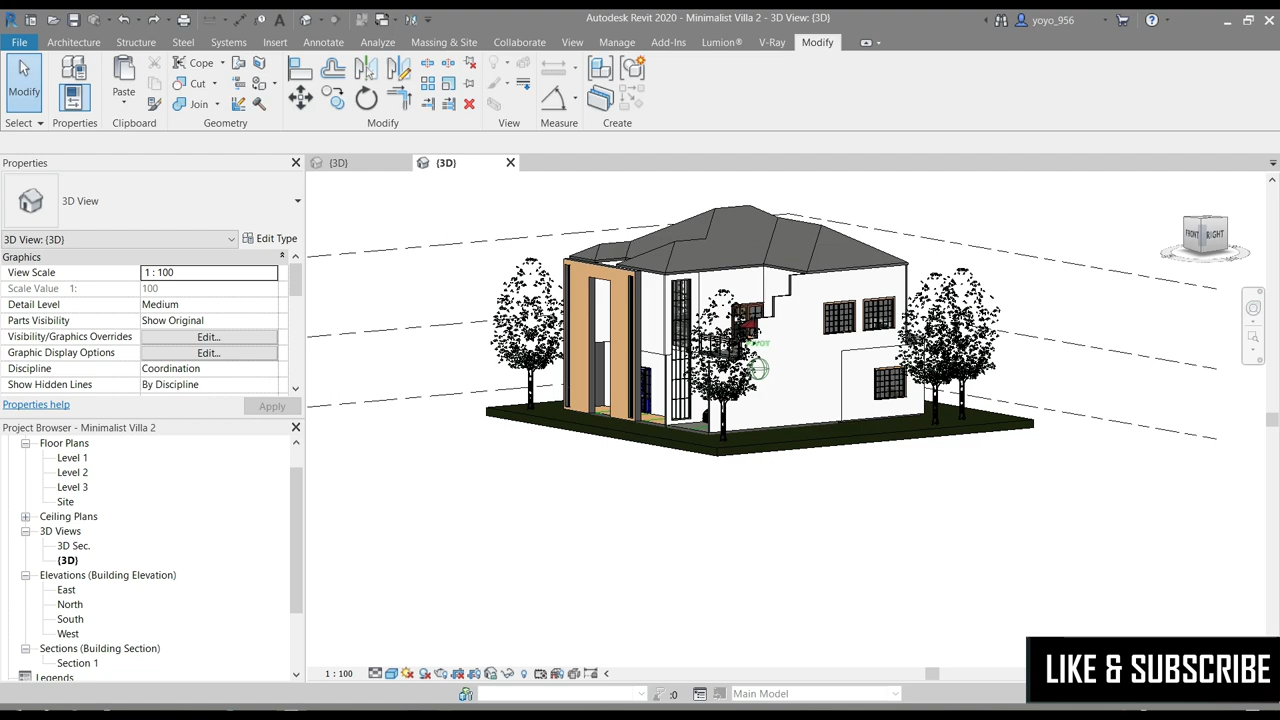 Autodesk Revit 2020 - Minimalist Villa 2 - 3D View: {3D}
yoyo_956
File Architecture Structure Steel Systems Insert Annotate Analyze Massing & Site Collaborate View Manage Add-Ins Lumion® V-Ray Modify
Modify
Paste
Cope
Cut
Join
Select Properties Clipboard Geometry Modify View Measure Create
Properties
{3D}
{3D}
3D View
3D View: {3D}
Edit Type
Graphics
View Scale 1 : 100
Scale Value 1: 100
Detail Level Medium
Parts Visibility Show Original
Visibility/Graphics Overrides Edit...
Graphic Display Options Edit...
Discipline Coordination
Show Hidden Lines By Discipline
Properties help
Apply
Project Browser - Minimalist Villa 2
Floor Plans
Level 1
Level 2
Level 3
Site
Ceiling Plans
3D Views
3D Sec.
{3D}
Elevations (Building Elevation)
East
North
South
West
Sections (Building Section)
Section 1
Legends
FRONT
RIGHT
PIVOT
1 : 100
:0
Main Model
LIKE & SUBSCRIBE